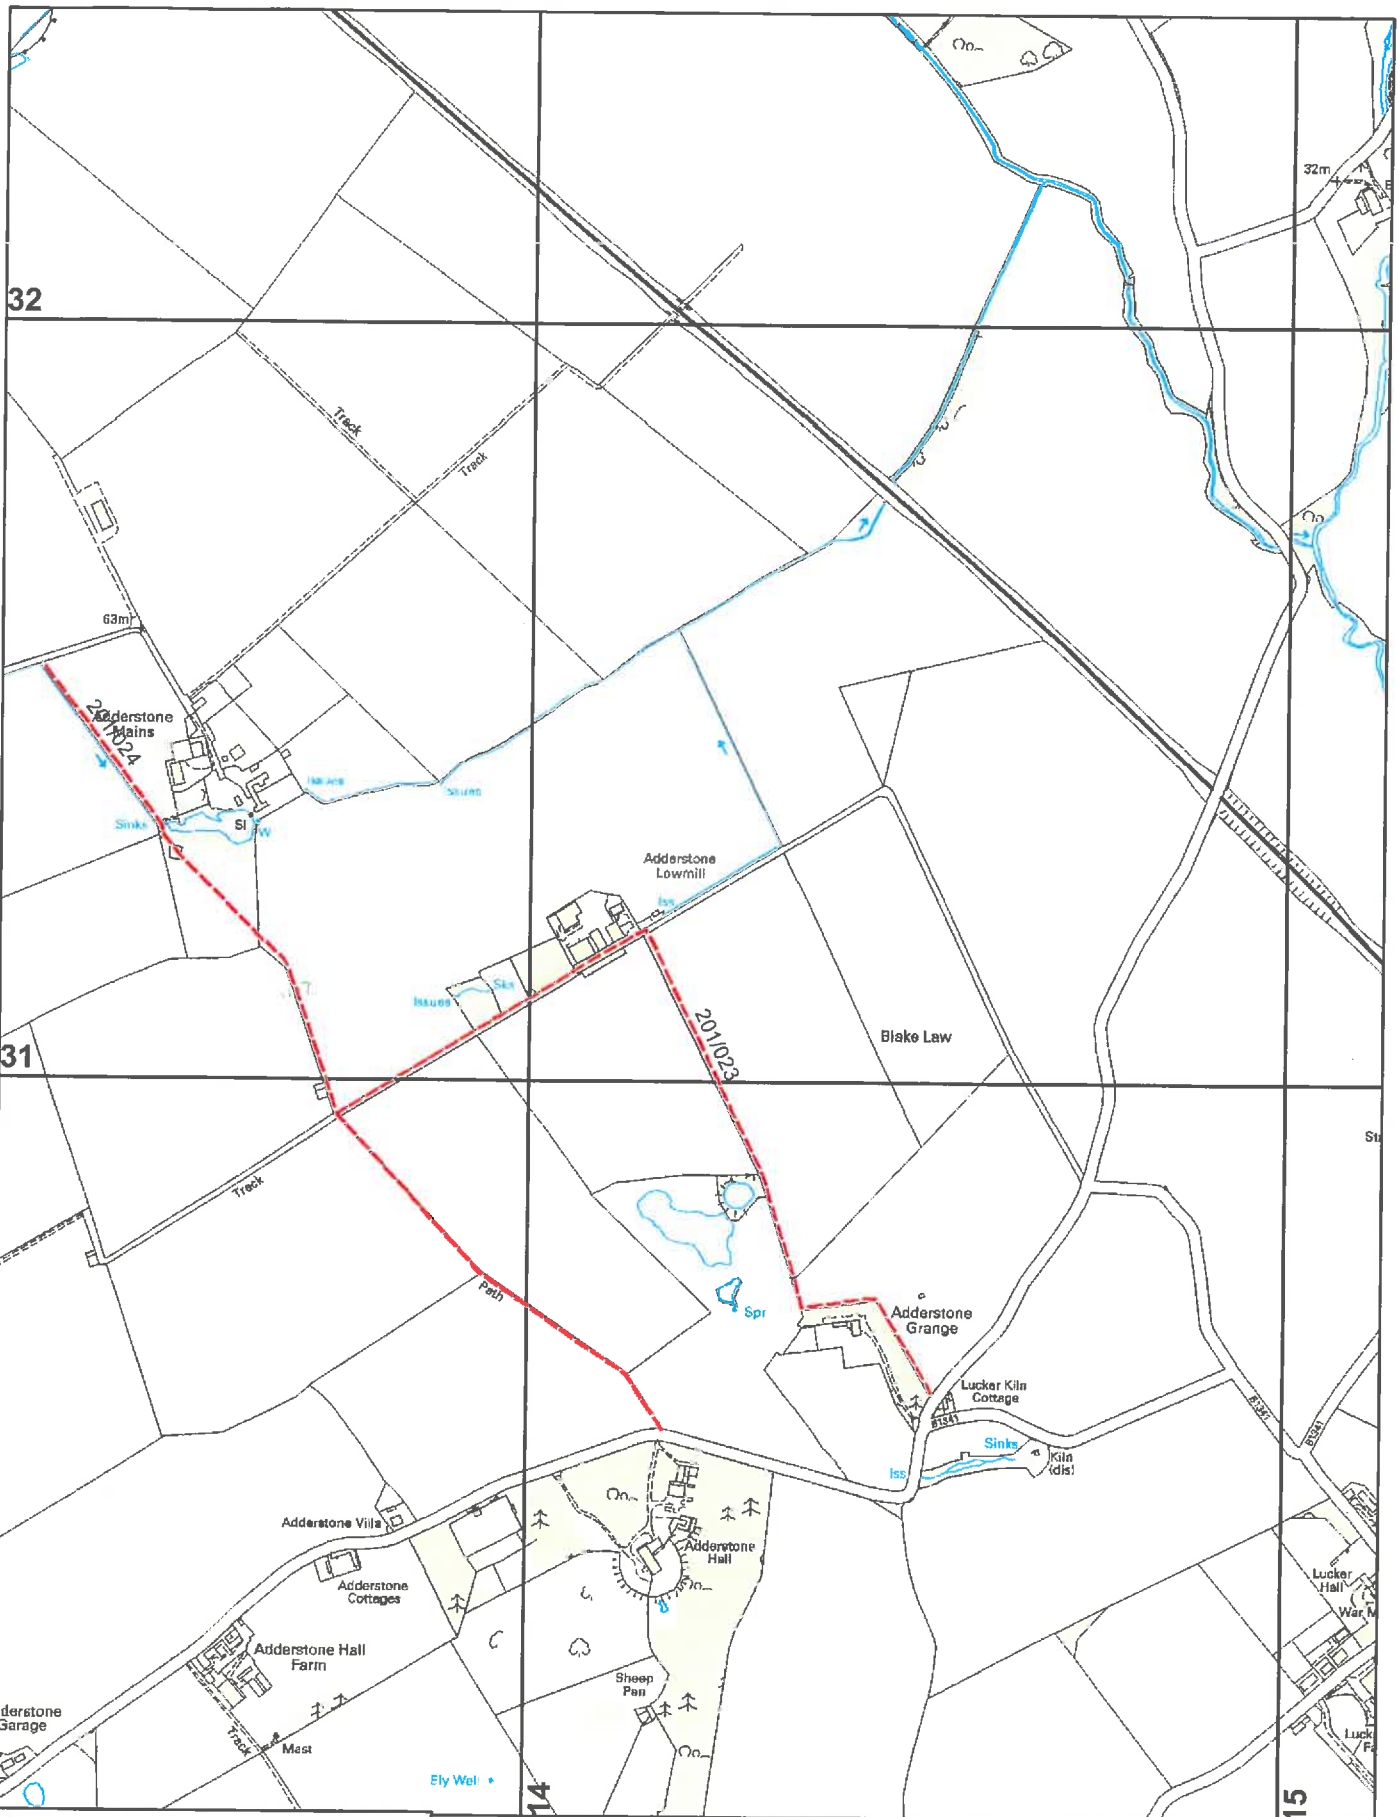 32m
32
Track
Track
63m
201/024
Adderstone
Mains
Issues
Issues
Sinks
Sl
W
Adderstone
Lowmill
Iss
Issues
Sks
201/023
Blake Law
31
Track
Path
Spr
Adderstone
Grange
Lucker Kiln
Cottage
B1341
Sinks
Iss
Kiln
(dis)
B1341
B1341
Adderstone Villa
Adderstone
Cottages
Adderstone
Hall
Lucker
Hall
War M
Adderstone Hall
Farm
Sheep
Pen
derstone
Garage
Track
Mast
Ely Well
Luck
Fa
14
15